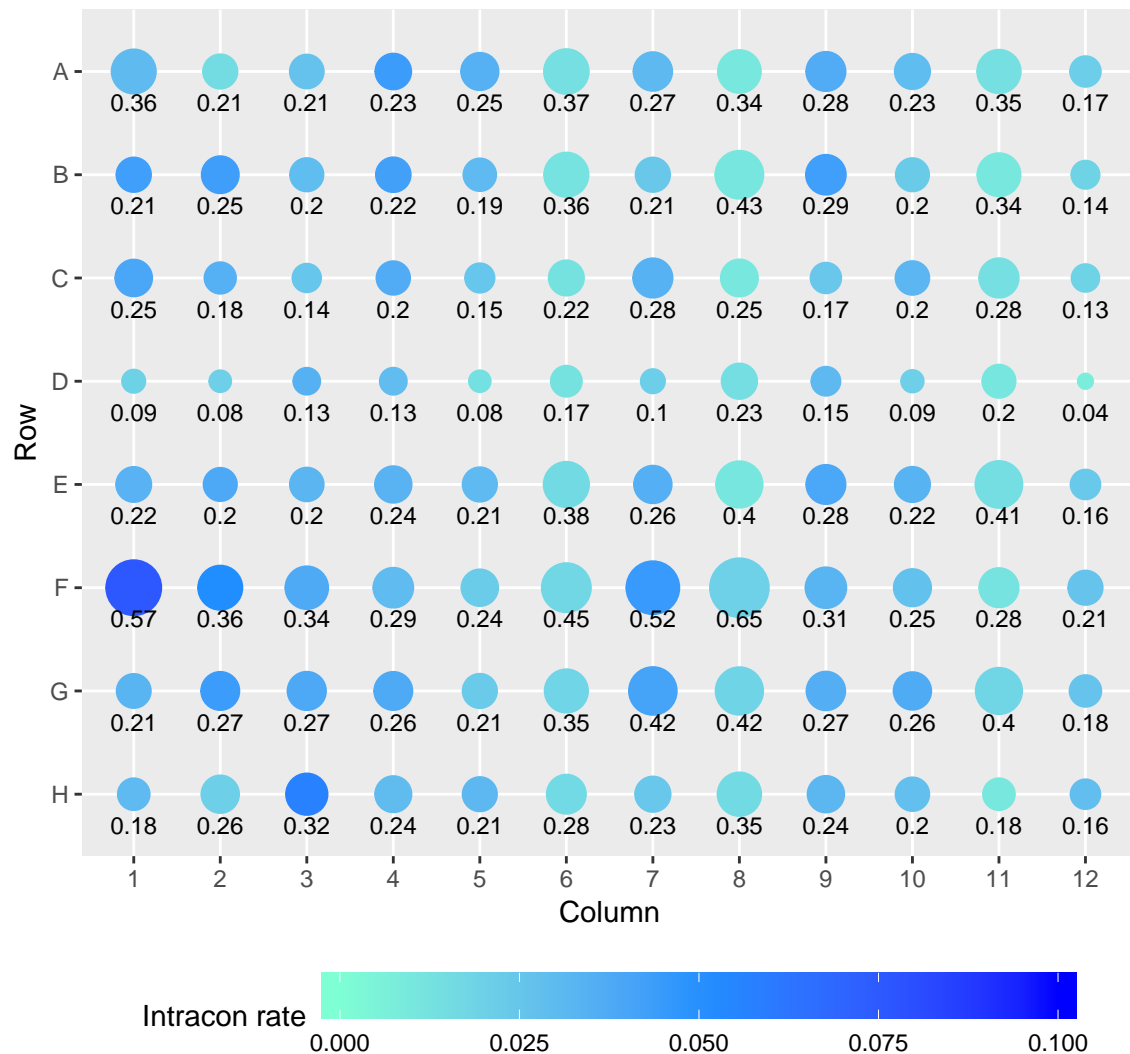 A
0.36 0.21 0.21 0.23 0.25 0.37 0.27 0.34 0.28 0.23 0.35 0.17
B
0.21 0.25 0.2 0.22 0.19 0.36 0.21 0.43 0.29 0.2 0.34 0.14
C
0.25 0.18 0.14 0.2 0.15 0.22 0.28 0.25 0.17 0.2 0.28 0.13
D
0.09 0.08 0.13 0.13 0.08 0.17 0.1 0.23 0.15 0.09 0.2 0.04
Row
E
0.22 0.2 0.2 0.24 0.21 0.38 0.26 0.4 0.28 0.22 0.41 0.16
F
0.57 0.36 0.34 0.29 0.24 0.45 0.52 0.65 0.31 0.25 0.28 0.21
G
0.21 0.27 0.27 0.26 0.21 0.35 0.42 0.42 0.27 0.26 0.4 0.18
H
0.18 0.26 0.32 0.24 0.21 0.28 0.23 0.35 0.24 0.2 0.18 0.16
1 2 3 4 5 6 7 8 9 10 11 12
Column
Intracon rate
0.000 0.025 0.050 0.075 0.100